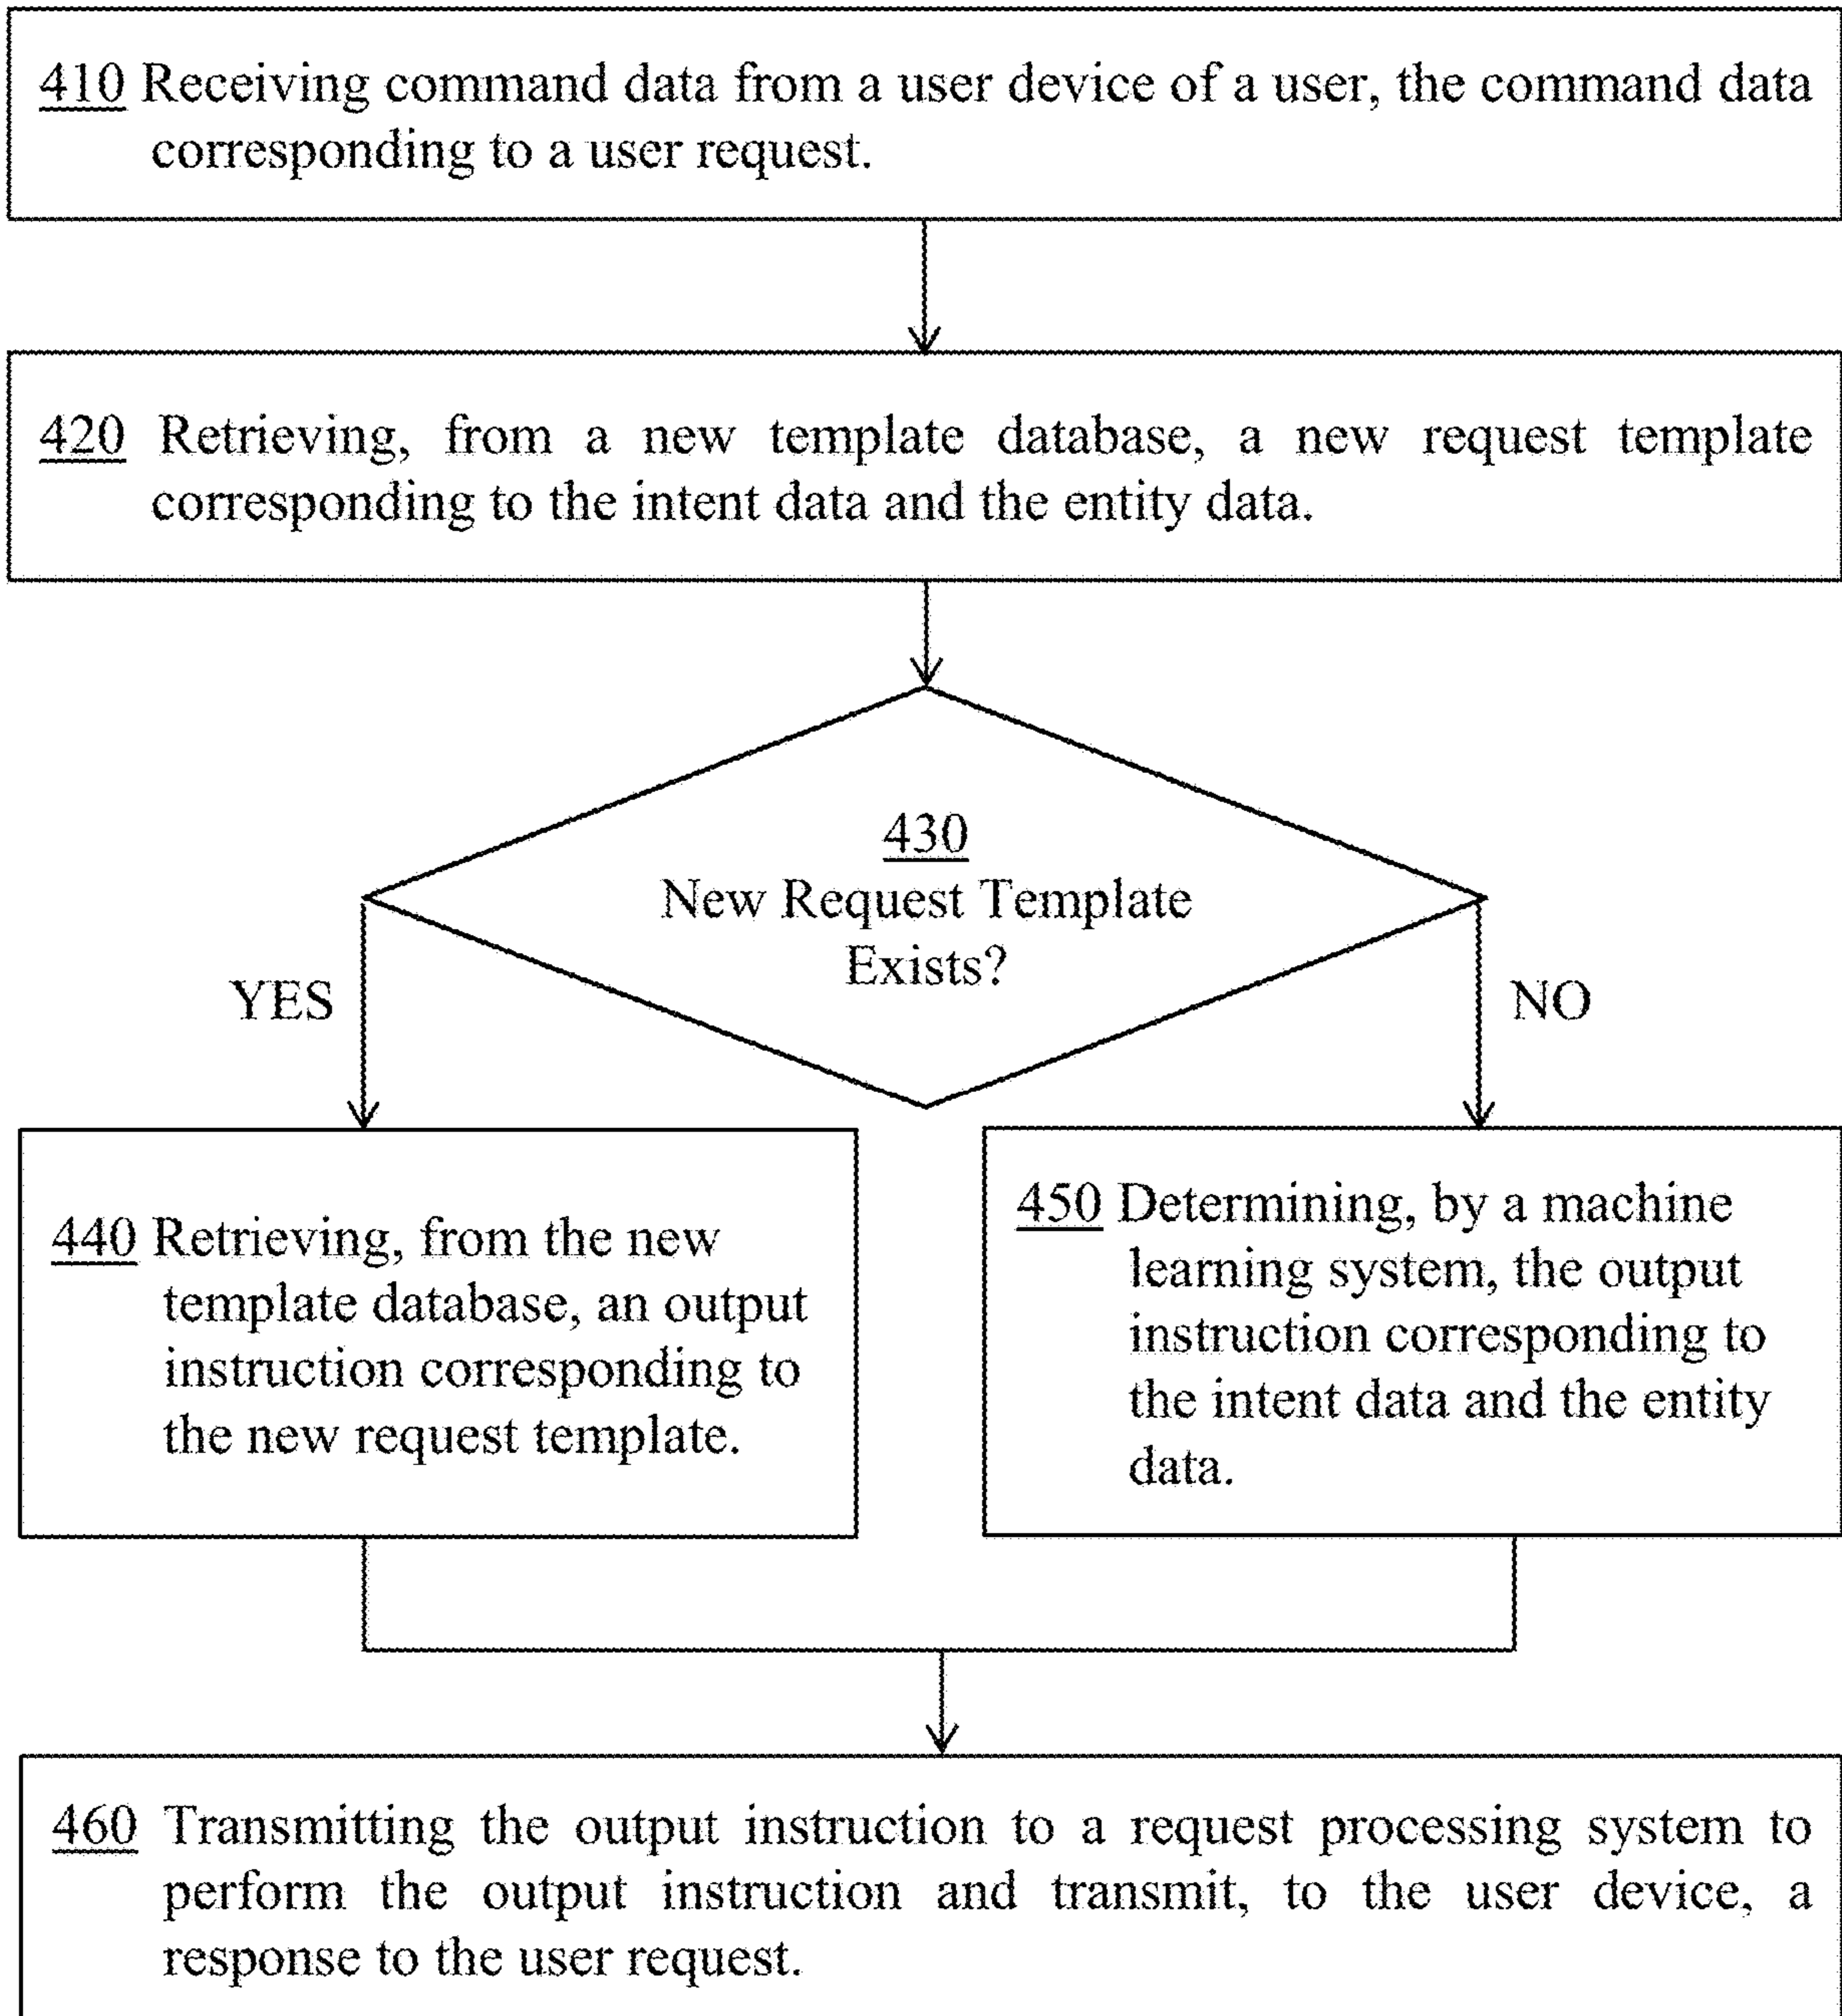 410 Receiving command data from a user device of a user, the command data
corresponding to a user request.
420 Retrieving, from a new template database, a new request template
corresponding to the intent data and the entity data.
430
New Request Template
Exists?
YES
NO
440 Retrieving, from the new
template database, an output
instruction corresponding to
the new request template.
450 Determining, by a machine
learning system, the output
instruction corresponding to
the intent data and the entity
data.
460 Transmitting the output instruction to a request processing system to
perform the output instruction and transmit, to the user device, a
response to the user request.